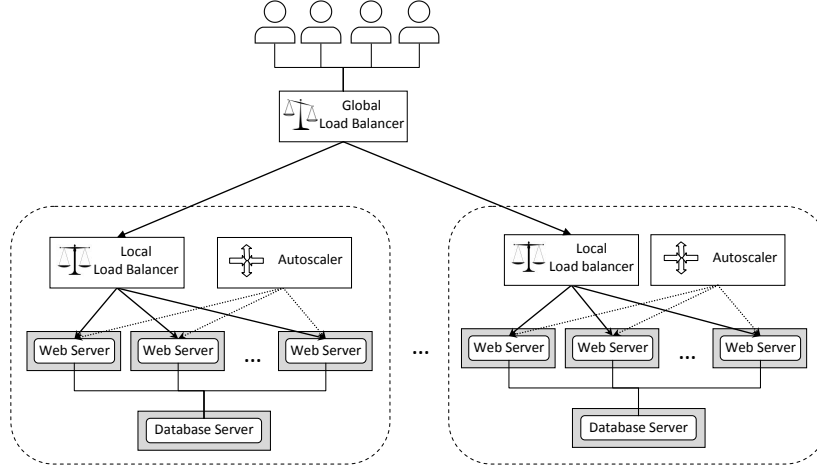 Global
Load Balancer
Local
Load Balancer
Autoscaler
Local
Load balancer
Autoscaler
Web Server
Web Server
...
Web Server
...
Web Server
Web Server
...
Web Server
Database Server
Database Server